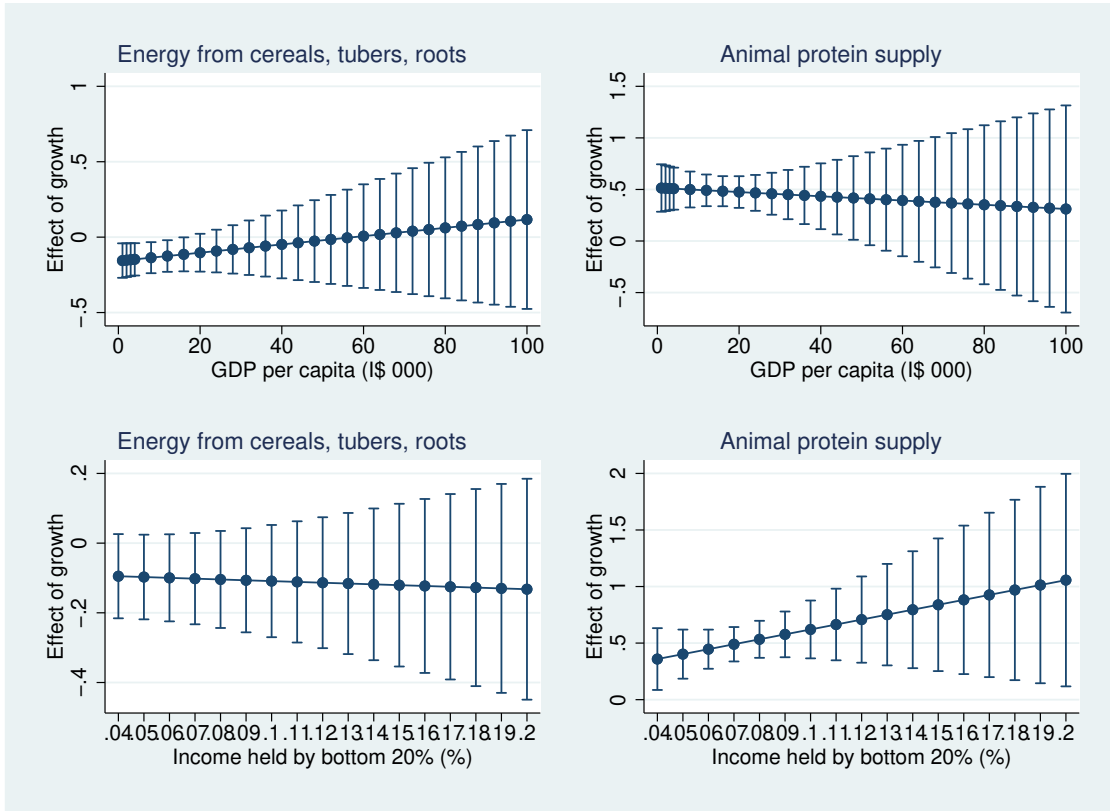 Energy from cereals, tubers, roots
Effect of growth
1
.5
0
-.5
0 20 40 60 80 100
GDP per capita (I$ 000)
Animal protein supply
Effect of growth
1.5
1
.5
0
-.5
0 20 40 60 80 100
GDP per capita (I$ 000)
Energy from cereals, tubers, roots
Effect of growth
.2
0
-.2
-.4
.04 .05 .06 .07 .08 .09 .1 .11 .12 .13 .14 .15 .16 .17 .18 .19 .2
Income held by bottom 20% (%)
Animal protein supply
Effect of growth
2
1.5
1
.5
0
.04 .05 .06 .07 .08 .09 .1 .11 .12 .13 .14 .15 .16 .17 .18 .19 .2
Income held by bottom 20% (%)